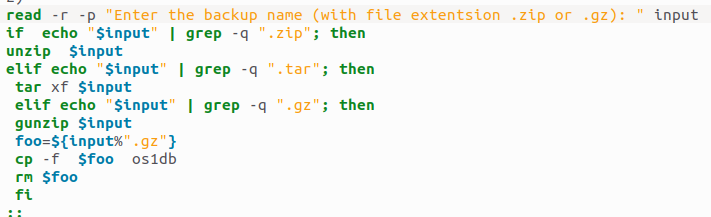 read -r -p "Enter the backup name (with file extentsion .zip or .gz): " input
if  echo "$input" | grep -q ".zip"; then
unzip  $input
elif echo "$input" | grep -q ".tar"; then
 tar xf $input
 elif echo "$input" | grep -q ".gz"; then
 gunzip $input
 foo=${input%".gz"}
 cp -f  $foo  os1db
 rm $foo
 fi
;;